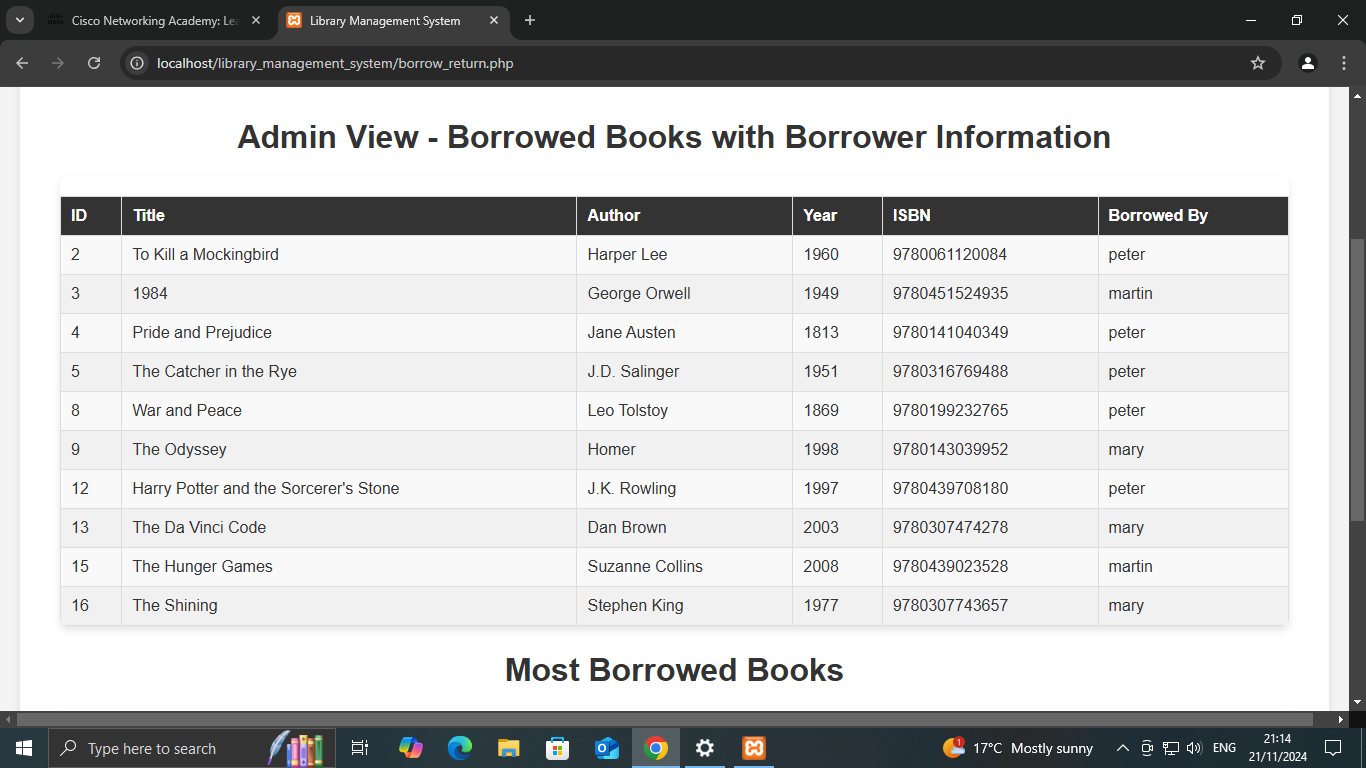 Cisco Networking Academy: Lea
Library Management System
localhost/library_management_system/borrow_return.php
Admin View - Borrowed Books with Borrower Information
ID Title Author Year ISBN Borrowed By
2 To Kill a Mockingbird Harper Lee 1960 9780061120084 peter
3 1984 George Orwell 1949 9780451524935 martin
4 Pride and Prejudice Jane Austen 1813 9780141040349 peter
5 The Catcher in the Rye J.D. Salinger 1951 9780316769488 peter
8 War and Peace Leo Tolstoy 1869 9780199232765 peter
9 The Odyssey Homer 1998 9780143039952 mary
12 Harry Potter and the Sorcerer's Stone J.K. Rowling 1997 9780439708180 peter
13 The Da Vinci Code Dan Brown 2003 9780307474278 mary
15 The Hunger Games Suzanne Collins 2008 9780439023528 martin
16 The Shining Stephen King 1977 9780307743657 mary
Most Borrowed Books
Type here to search
1
17°C Mostly sunny
ENG
21:14
21/11/2024